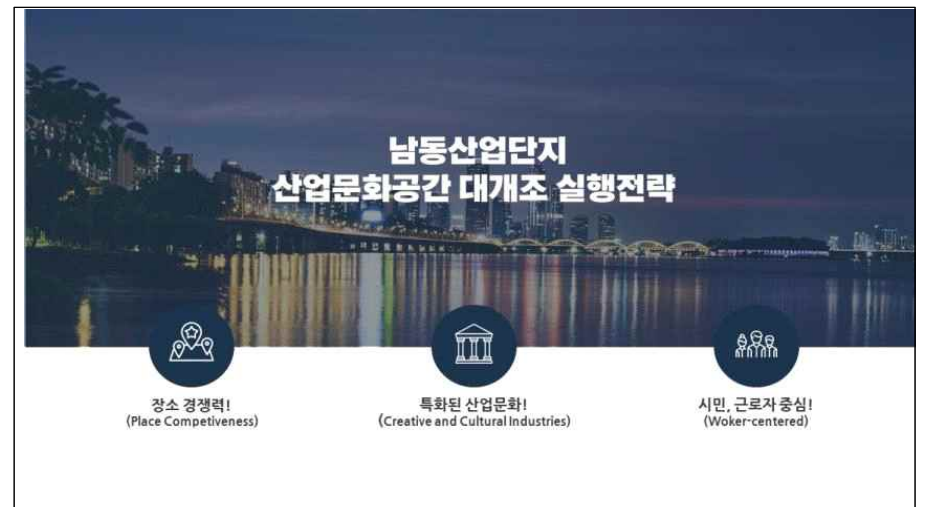 남동산업단지
산업문화공간 대개조 실행전략
장소 경쟁력!
(Place Competiveness)
특화된 산업문화!
(Creative and Cultural Industries)
시민, 근로자 중심!
(Woker-centered)